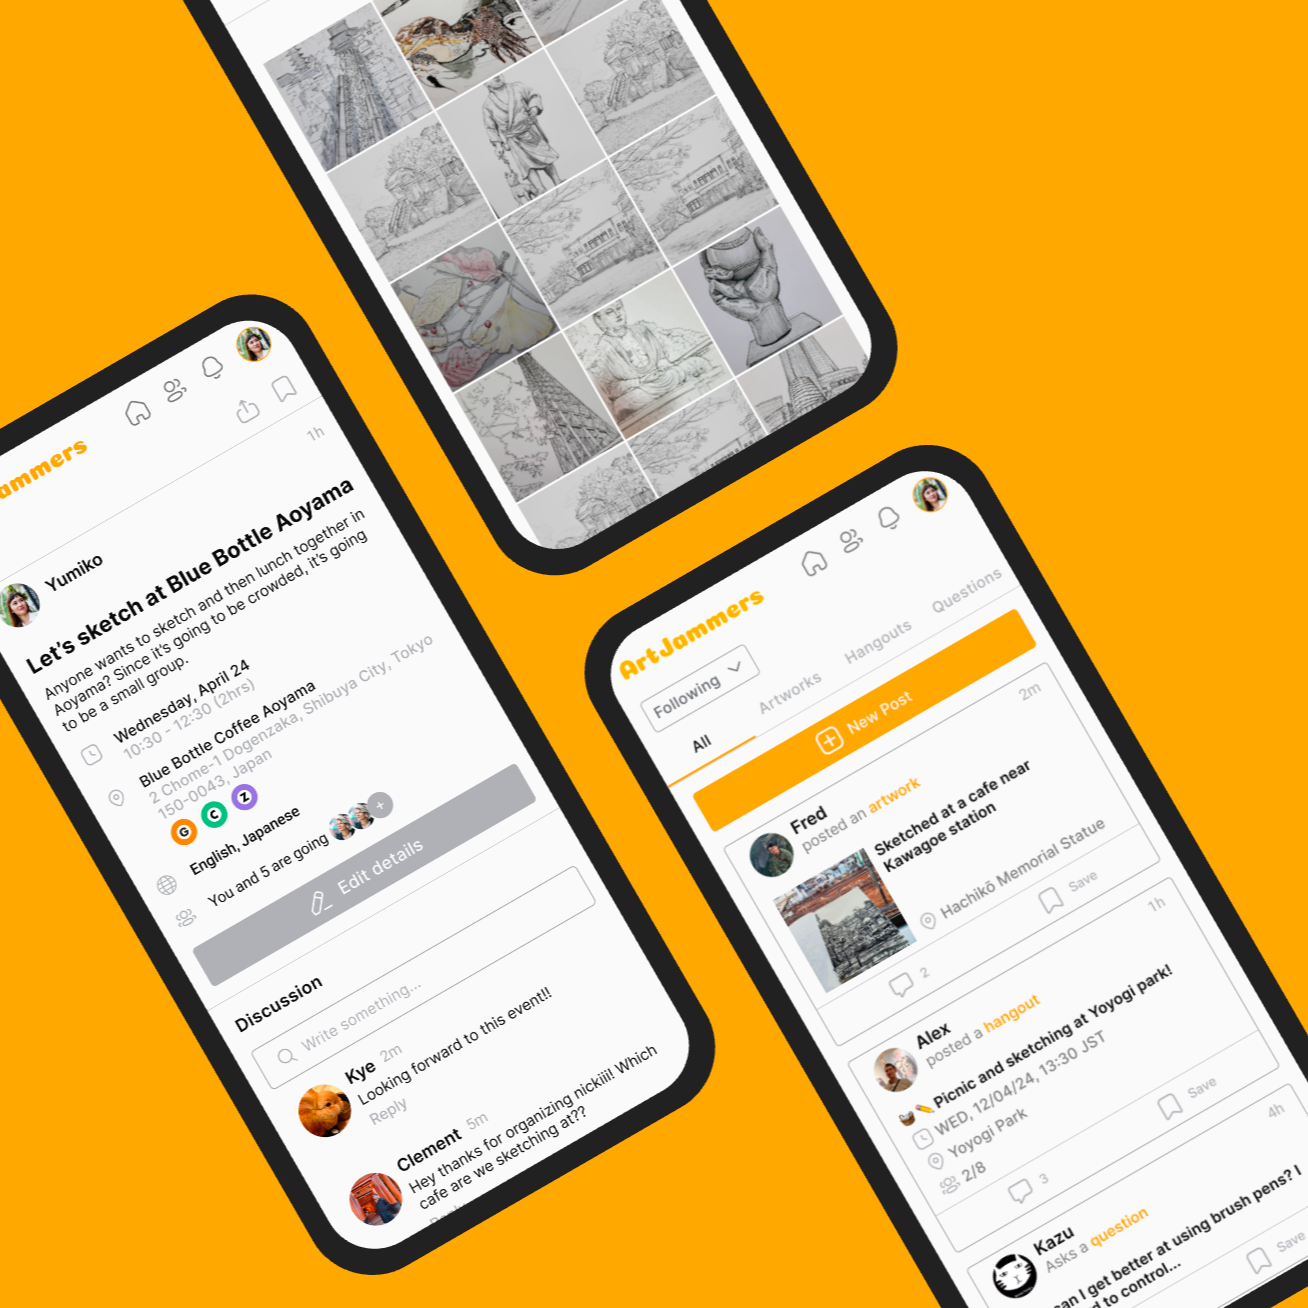 ammers
1h
Yumiko
Let's sketch at Blue Bottle Aoyama
Anyone wants to sketch and then lunch together in
Aoyama? Since it's going to be crowded, it's going
to be a small group.
Wednesday, April 24
10:30 - 12:30 (2hrs)
Blue Bottle Coffee Aoyama
2 Chome-1 Dogenzaka, Shibuya City, Tokyo
150-0043, Japan
G C Z
English, Japanese
You and 5 are going +
Edit details
Discussion
Write something...
Kye 2m
Looking forward to this event!!
Reply
Clement 5m
Hey thanks for organizing nickiii! Which
cafe are we sketching at??
ArtJammers
Following
All Artworks Hangouts Questions
New Post
2m
Fred
posted an artwork
Sketched at a cafe near
Kawagoe station
Hachikō Memorial Statue
2 Save
1h
Alex
posted a hangout
Picnic and sketching at Yoyogi park!
WED, 12/04/24, 13:30 JST
Yoyogi Park
2/8
3 Save
4h
Kazu
Asks a question
can I get better at using brush pens? I
to control...
Save